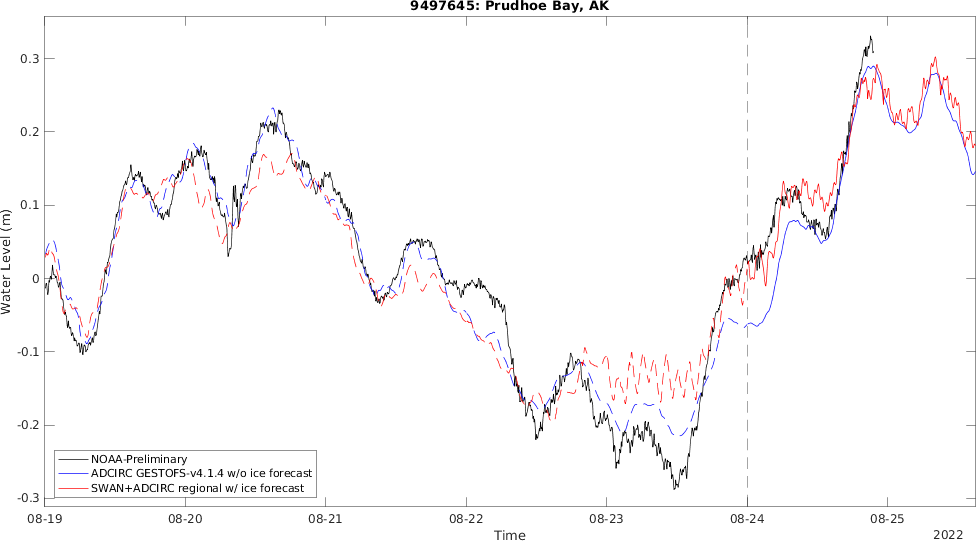 9497645: Prudhoe Bay, AK
Water Level (m)
0.3
0.2
0.1
0
-0.1
-0.2
-0.3
NOAA-Preliminary
ADCIRC GESTOFS-v4.1.4 w/o ice forecast
SWAN+ADCIRC regional w/ ice forecast
08-19 08-20 08-21 08-22 08-23 08-24 08-25
Time
2022